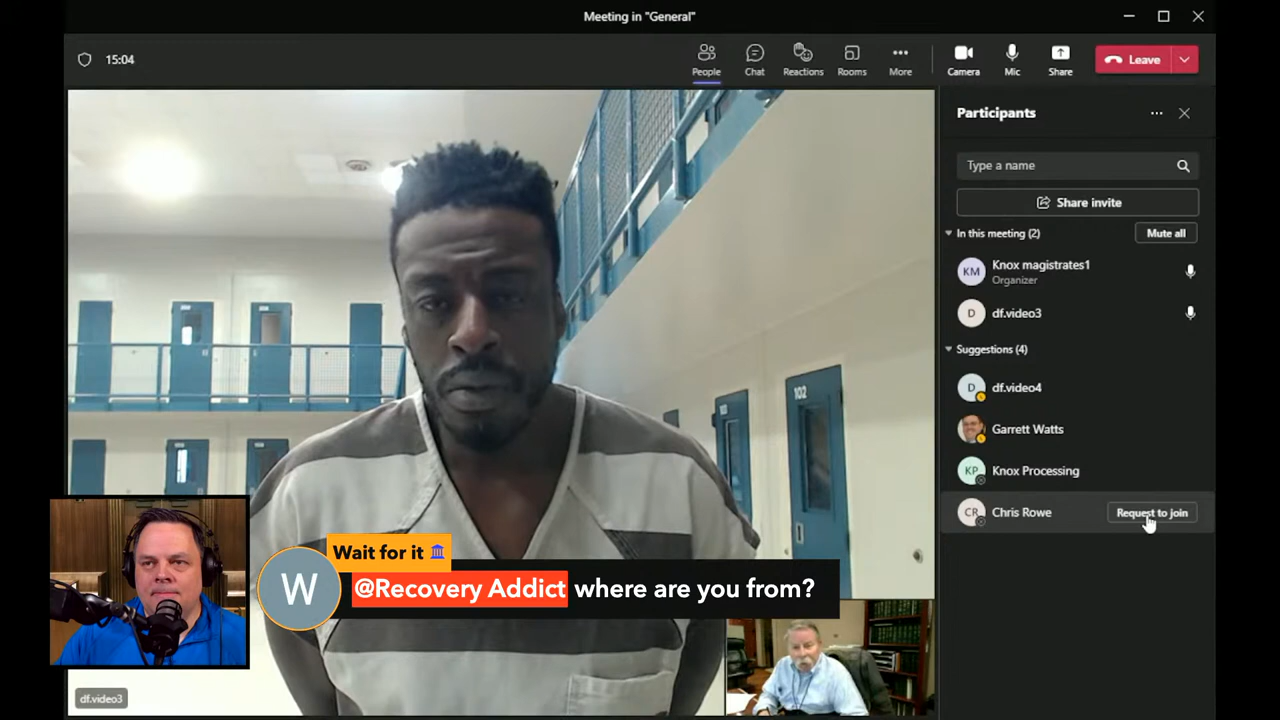 Meeting in "General"
15:04
People
Chat
Reactions
Rooms
More
Camera
Mic
Share
Leave
Participants
Type a name
Share invite
In this meeting (2)
Mute all
KM
Knox magistrates1
Organizer
D
df.video3
Suggestions (4)
D
df.video4
Garrett Watts
KP
Knox Processing
CR
Chris Rowe
Request to join
102
Wait for it
W
@Recovery Addict where are you from?
df.video3